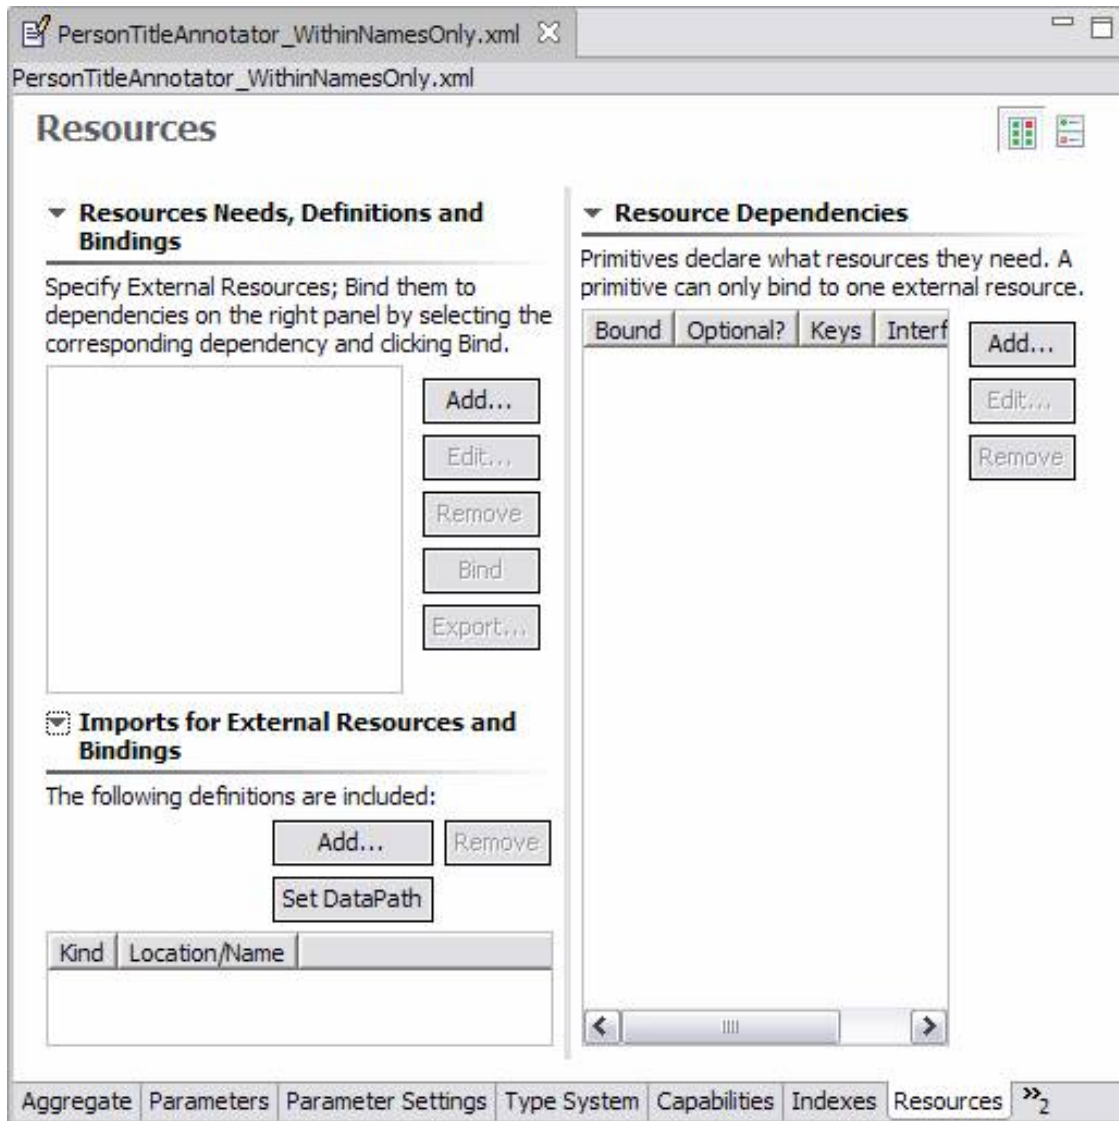 PersonTitleAnnotator_WithinNamesOnly.xml
PersonTitleAnnotator_WithinNamesOnly.xml
Resources
Resources Needs, Definitions and
Bindings
Specify External Resources; Bind them to
dependencies on the right panel by selecting the
corresponding dependency and clicking Bind.
Add...
Edit...
Remove
Bind
Export...
Imports for External Resources and
Bindings
The following definitions are included:
Add...
Remove
Set DataPath
Kind
Location/Name
Resource Dependencies
Primitives declare what resources they need. A
primitive can only bind to one external resource.
Bound
Optional?
Keys
Interf
Add...
Edit...
Remove
Aggregate
Parameters
Parameter Settings
Type System
Capabilities
Indexes
Resources
»2